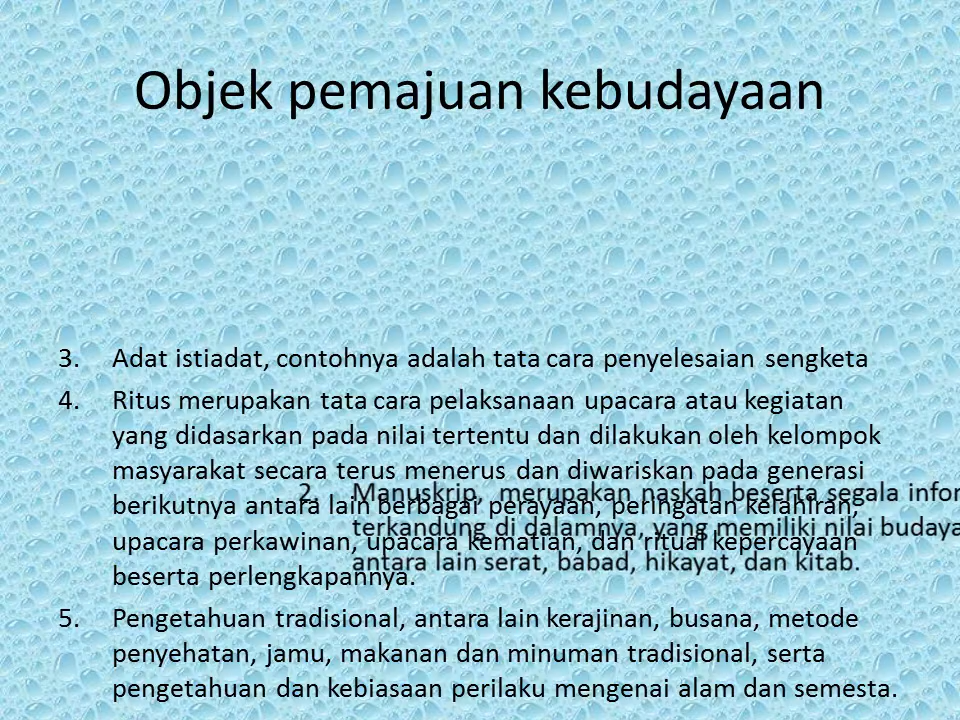 Objek pemajuan kebudayaan
3. Adat istiadat, contohnya adalah tata cara penyelesaian sengketa
4. Ritus merupakan tata cara pelaksanaan upacara atau kegiatan
yang didasarkan pada nilai tertentu dan dilakukan oleh kelompok
masyarakat secara terus menerus dan diwariskan pada generasi
berikutnya antara lain berbagai perayaan, peringatan kelahiran,
upacara perkawinan, upacara kematian, dan ritual kepercayaan
beserta perlengkapannya.
2. Manuskrip, merupakan naskah beserta segala infor
terkandung di dalamnya, yang memiliki nilai budaya
antara lain serat, babad, hikayat, dan kitab.
5. Pengetahuan tradisional, antara lain kerajinan, busana, metode
penyehatan, jamu, makanan dan minuman tradisional, serta
pengetahuan dan kebiasaan perilaku mengenai alam dan semesta.